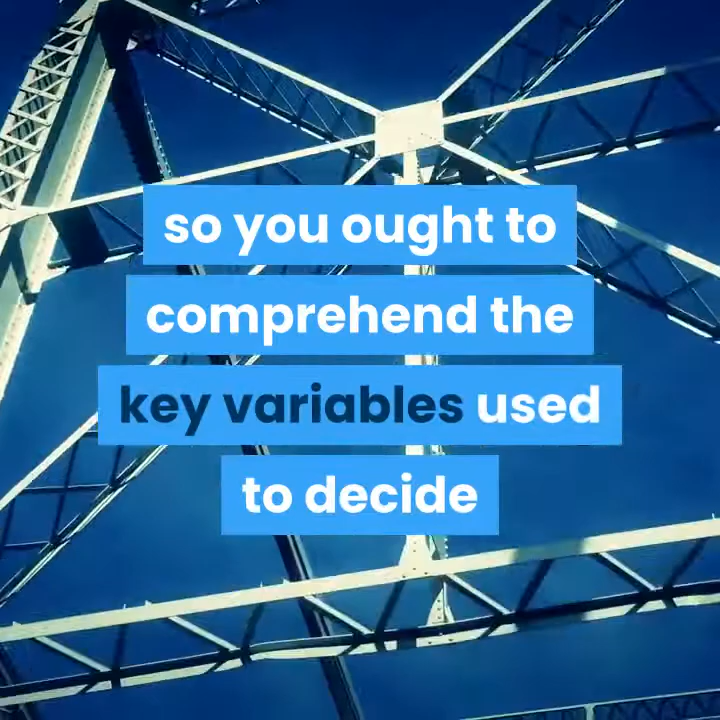 so you ought to
comprehend the
key variables used
to decide